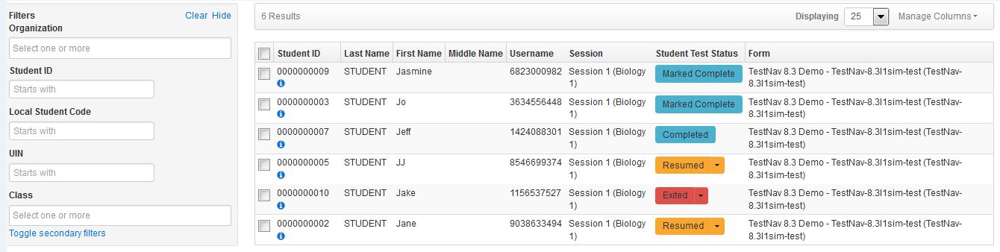 Filters Clear Hide
Organization
Select one or more
Student ID
Starts with
Local Student Code
Starts with
UIN
Starts with
Class
Select one or more
Toggle secondary filters
6 Results Displaying 25 Manage Columns
Student ID Last Name First Name Middle Name Username Session Student Test Status Form
0000000009 STUDENT Jasmine 6823000982 Session 1 (Biology Marked Complete TestNav 8.3 Demo - TestNav-8.3l1sim-test (TestNav-
1) 8.3l1sim-test)
0000000003 STUDENT Jo 3634556448 Session 1 (Biology Marked Complete TestNav 8.3 Demo - TestNav-8.3l1sim-test (TestNav-
1) 8.3l1sim-test)
0000000007 STUDENT Jeff 1424088301 Session 1 (Biology Completed TestNav 8.3 Demo - TestNav-8.3l1sim-test (TestNav-
1) 8.3l1sim-test)
0000000005 STUDENT JJ 8546699374 Session 1 (Biology Resumed TestNav 8.3 Demo - TestNav-8.3l1sim-test (TestNav-
1) 8.3l1sim-test)
0000000010 STUDENT Jake 1156537527 Session 1 (Biology Exited TestNav 8.3 Demo - TestNav-8.3l1sim-test (TestNav-
1) 8.3l1sim-test)
0000000002 STUDENT Jane 9038633494 Session 1 (Biology Resumed TestNav 8.3 Demo - TestNav-8.3l1sim-test (TestNav-
1) 8.3l1sim-test)